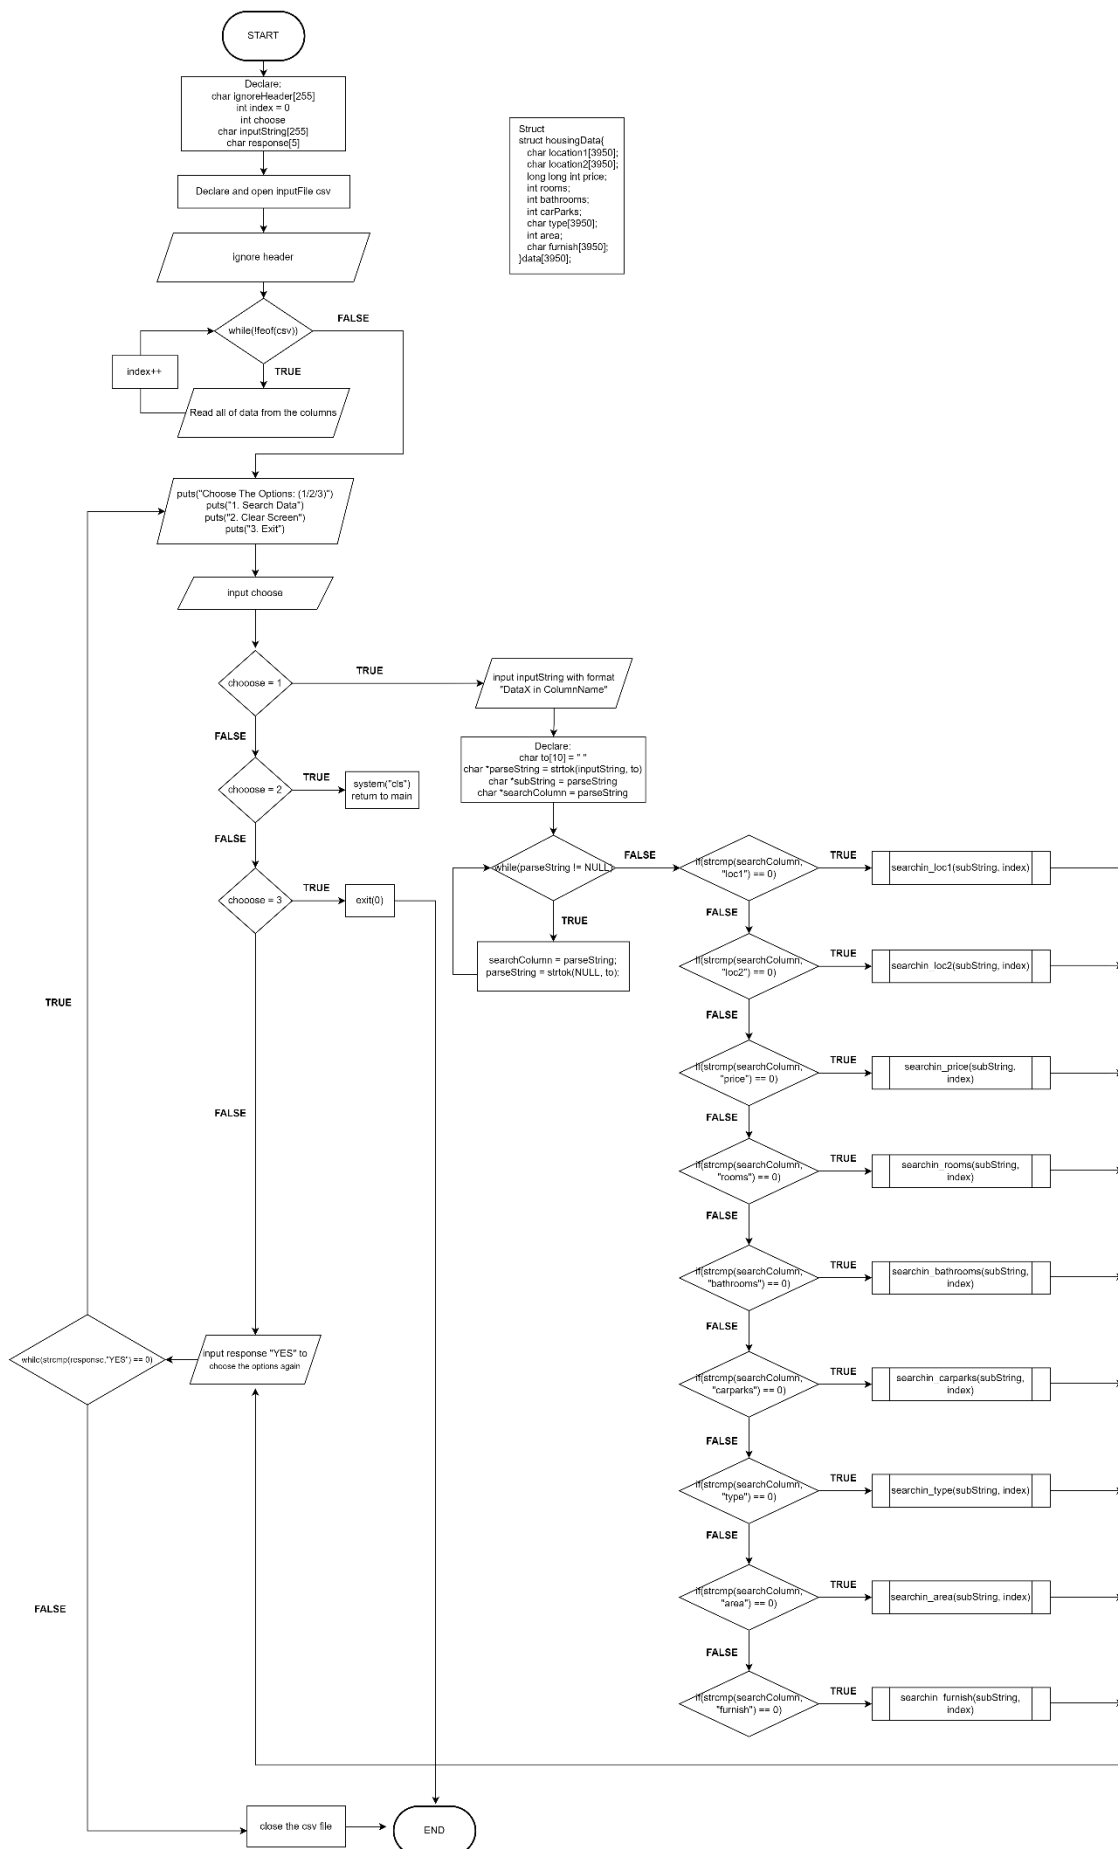 START
Declare:
char ignoreHeader[255]
int index = 0
int choose
char inputString[255]
char response[5]
Struct
struct housingData{
char location1[3950];
char location2[3950];
long long int price;
int rooms;
int bathrooms;
int carParks;
char type[3950];
int area;
char furnish[3950];
}data[3950];
Declare and open inputFile csv
ignore header
while(!feof(csv))
FALSE
TRUE
index++
Read all of data from the columns
puts("Choose The Options: (1/2/3)")
puts("1. Search Data")
puts("2. Clear Screen")
puts("3. Exit")
input choose
chooose = 1
TRUE
input inputString with format
"DataX in ColumnName"
FALSE
Declare:
char to[10] = " "
char *parseString = strtok(inputString, to)
char *subString = parseString
char *searchColumn = parseString
chooose = 2
TRUE
system("cls")
return to main
FALSE
chooose = 3
TRUE
exit(0)
while(parseString != NULL)
FALSE
TRUE
searchColumn = parseString;
parseString = strtok(NULL, to);
if(strcmp(searchColumn,
"loc1") == 0)
TRUE
searchin_loc1(subString, index)
FALSE
if(strcmp(searchColumn,
"loc2") == 0)
TRUE
searchin_loc2(subString, index)
FALSE
if(strcmp(searchColumn,
"price") == 0)
TRUE
searchin_price(subString,
index)
FALSE
if(strcmp(searchColumn,
"rooms") == 0)
TRUE
searchin_rooms(subString,
index)
FALSE
if(strcmp(searchColumn,
"bathrooms") == 0)
TRUE
searchin_bathrooms(subString,
index)
FALSE
if(strcmp(searchColumn,
"carparks") == 0)
TRUE
searchin_carparks(subString,
index)
FALSE
if(strcmp(searchColumn,
"type") == 0)
TRUE
searchin_type(subString, index)
FALSE
if(strcmp(searchColumn,
"area") == 0)
TRUE
searchin_area(subString, index)
FALSE
if(strcmp(searchColumn,
"furnish") == 0)
TRUE
searchin_furnish(subString,
index)
TRUE
FALSE
while(strcmp(response,"YES") == 0)
input response "YES" to
choose the options again
FALSE
close the csv file
END